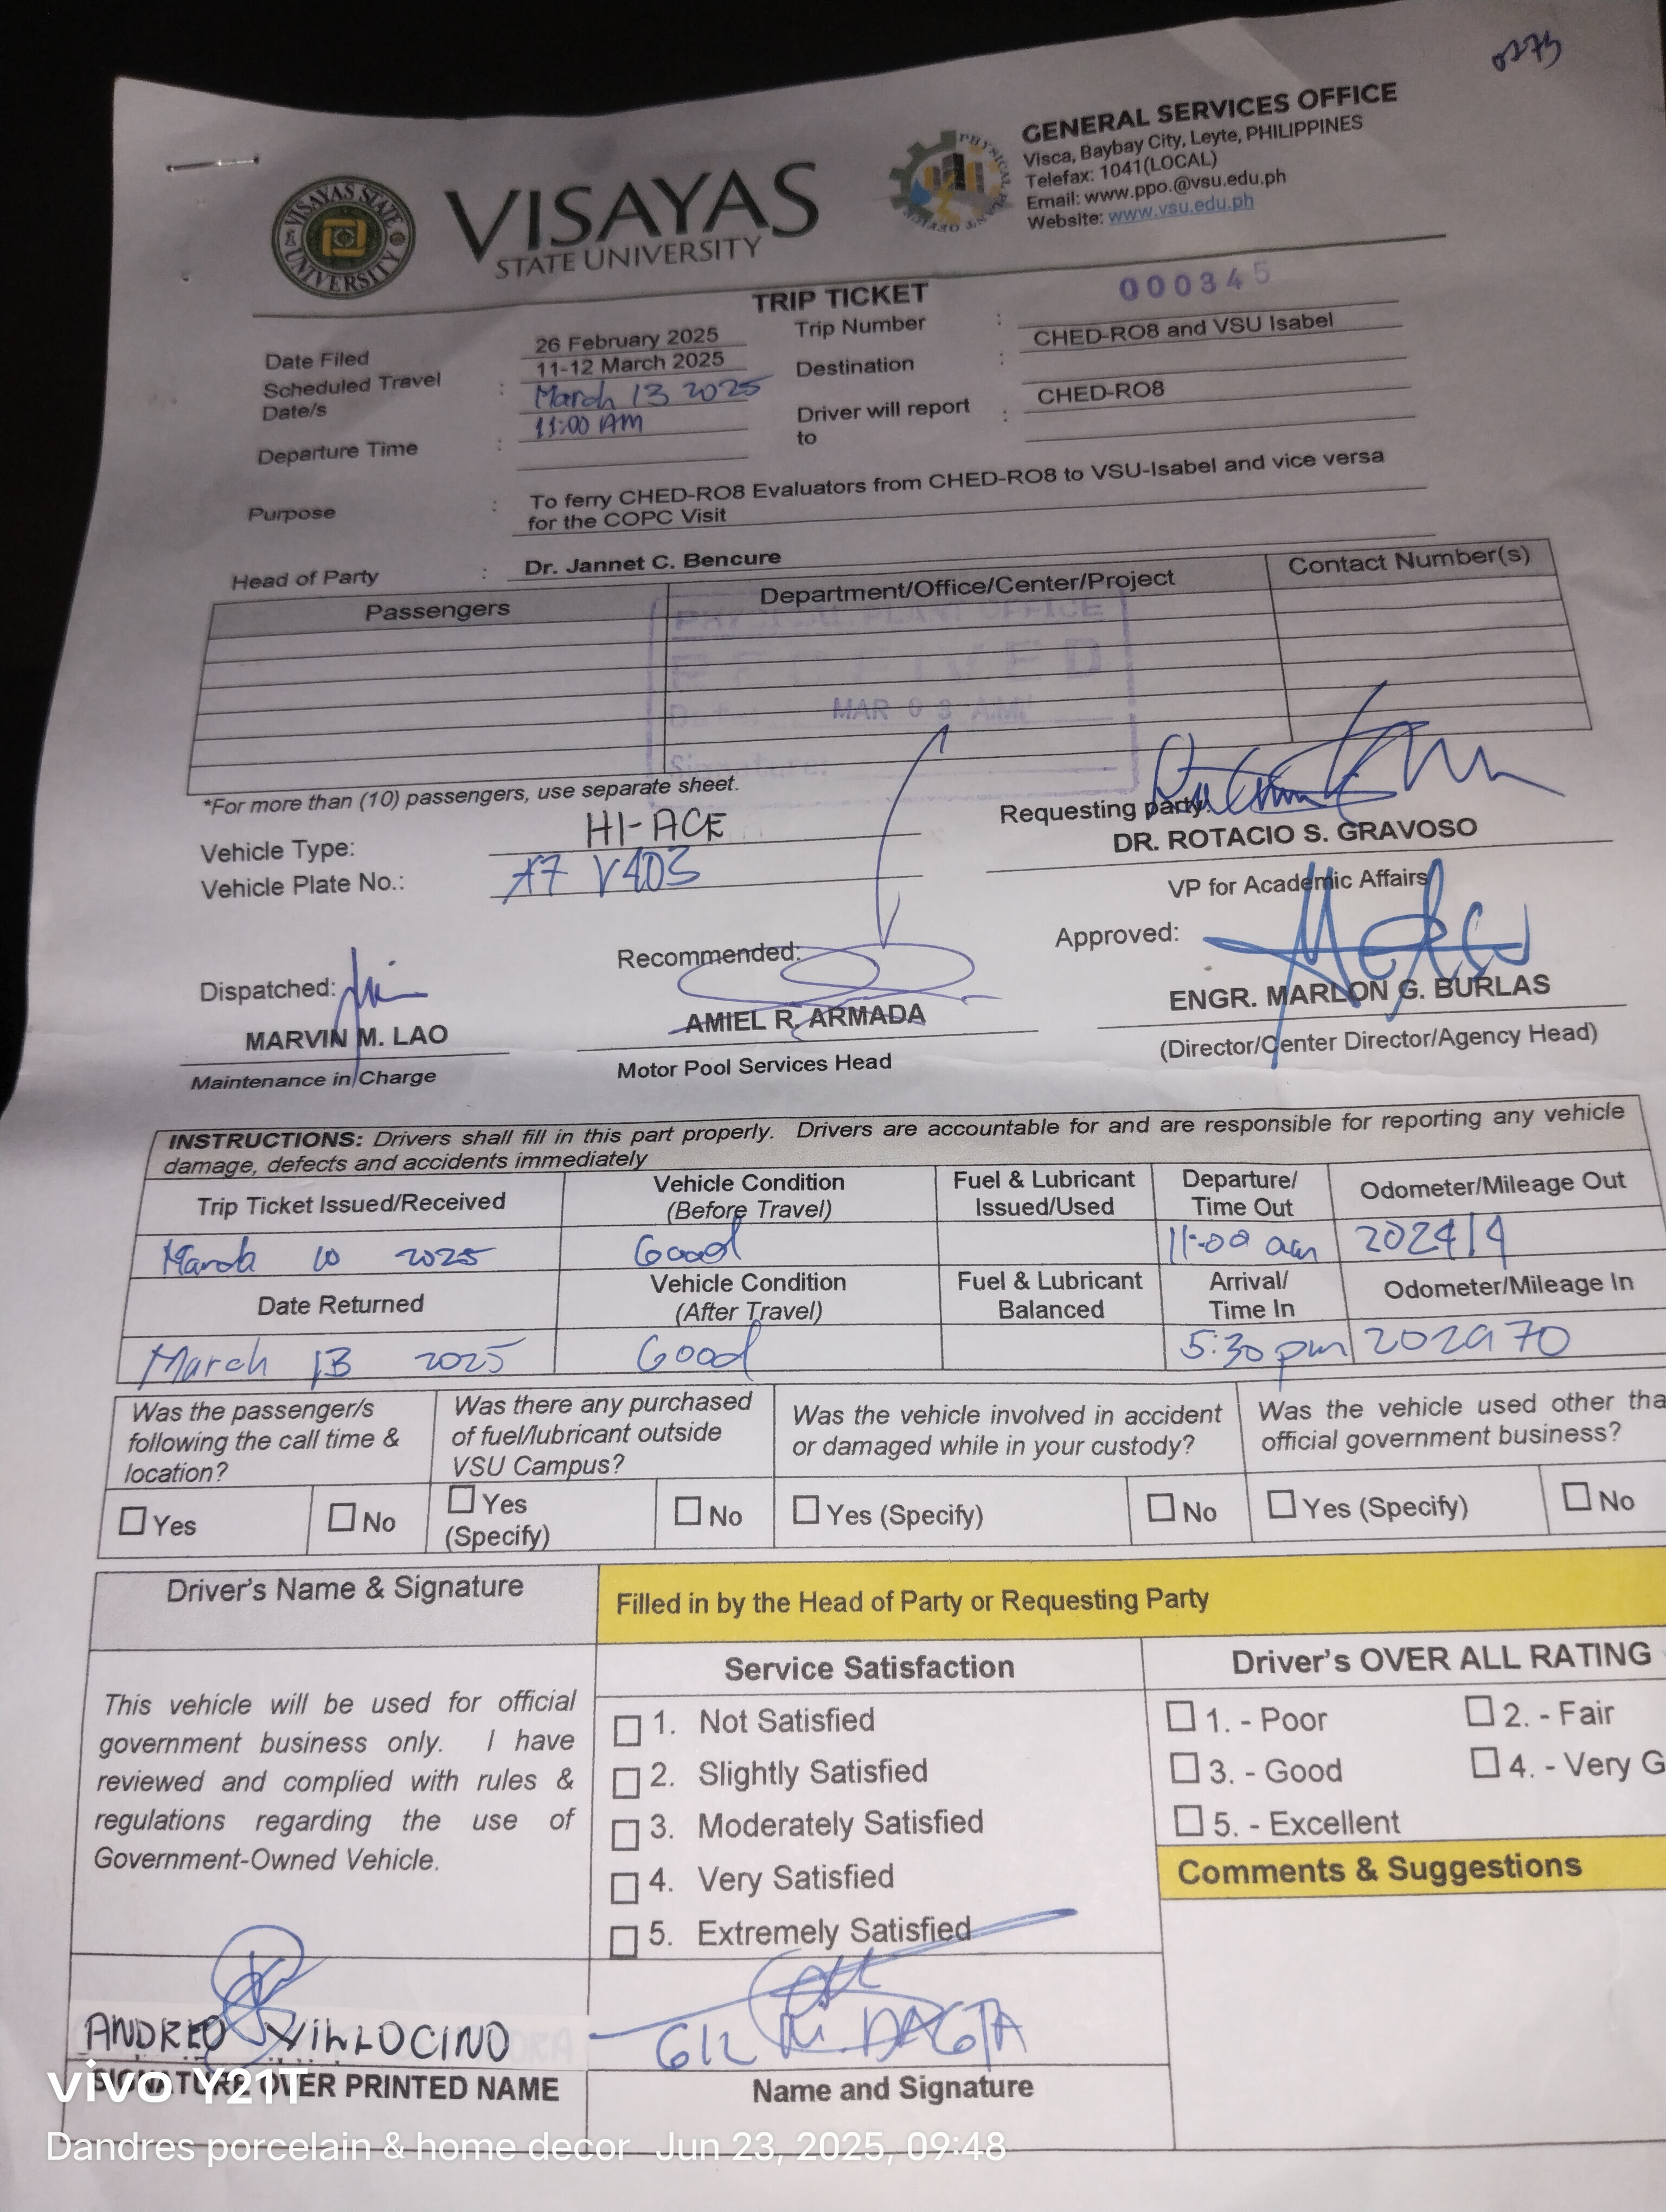 0273
GENERAL SERVICES OFFICE
Visca, Baybay City, Leyte, PHILIPPINES
Telefax: 1041(LOCAL)
Email: www.ppo.@vsu.edu.ph
Website: www.vsu.edu.ph
VISAYAS STATE UNIVERSITY
PHYSICAL PLANT OFFICE
VISAYAS
STATE UNIVERSITY
TRIP TICKET
Date Filed 26 February 2025 Trip Number : 000345
Scheduled Travel Date/s : 11-12 March 2025 March 13 2025 Destination : CHED-RO8 and VSU Isabel
Departure Time : 11:00 AM Driver will report to : CHED-RO8
Purpose : To ferry CHED-RO8 Evaluators from CHED-RO8 to VSU-Isabel and vice versa
for the COPC Visit
Head of Party : Dr. Jannet C. Bencure
Passengers Department/Office/Center/Project Contact Number(s)
PHYSICAL PLANT OFFICE
RECEIVED
Date: MAR 03
Signature:
*For more than (10) passengers, use separate sheet.
Vehicle Type: HI-ACE
Vehicle Plate No.: V403
Requesting party:
DR. ROTACIO S. GRAVOSO
VP for Academic Affairs
Dispatched: Recommended: Approved:
MARVIN M. LAO AMIEL R. ARMADA ENGR. MARLON G. BURLAS
Maintenance in Charge Motor Pool Services Head (Director/Center Director/Agency Head)
INSTRUCTIONS: Drivers shall fill in this part properly. Drivers are accountable for and are responsible for reporting any vehicle
damage, defects and accidents immediately
Trip Ticket Issued/Received Vehicle Condition (Before Travel) Fuel & Lubricant Issued/Used Departure/ Time Out Odometer/Mileage Out
March 10 2025 Good 11:00 am 202414
Date Returned Vehicle Condition (After Travel) Fuel & Lubricant Balanced Arrival/ Time In Odometer/Mileage In
March 13 2025 Good 5:30 pm 202970
Was the passenger/s following the call time & location?
Was there any purchased of fuel/lubricant outside VSU Campus?
Was the vehicle involved in accident or damaged while in your custody?
Was the vehicle used other tha official government business?
Yes No Yes (Specify) No Yes (Specify) No Yes (Specify) No
Driver's Name & Signature Filled in by the Head of Party or Requesting Party
Service Satisfaction Driver's OVER ALL RATING
This vehicle will be used for official
government business only. I have
reviewed and complied with rules &
regulations regarding the use of
Government-Owned Vehicle.
1. Not Satisfied
2. Slightly Satisfied
3. Moderately Satisfied
4. Very Satisfied
5. Extremely Satisfied
1. - Poor 2. - Fair
3. - Good 4. - Very G
5. - Excellent
Comments & Suggestions
ANDREO VILLOCINO GIL M. DAGTA
SIGNATURE OVER PRINTED NAME Name and Signature
vivo Y21T
Dandres porcelain & home decor Jun 23, 2025, 09:48